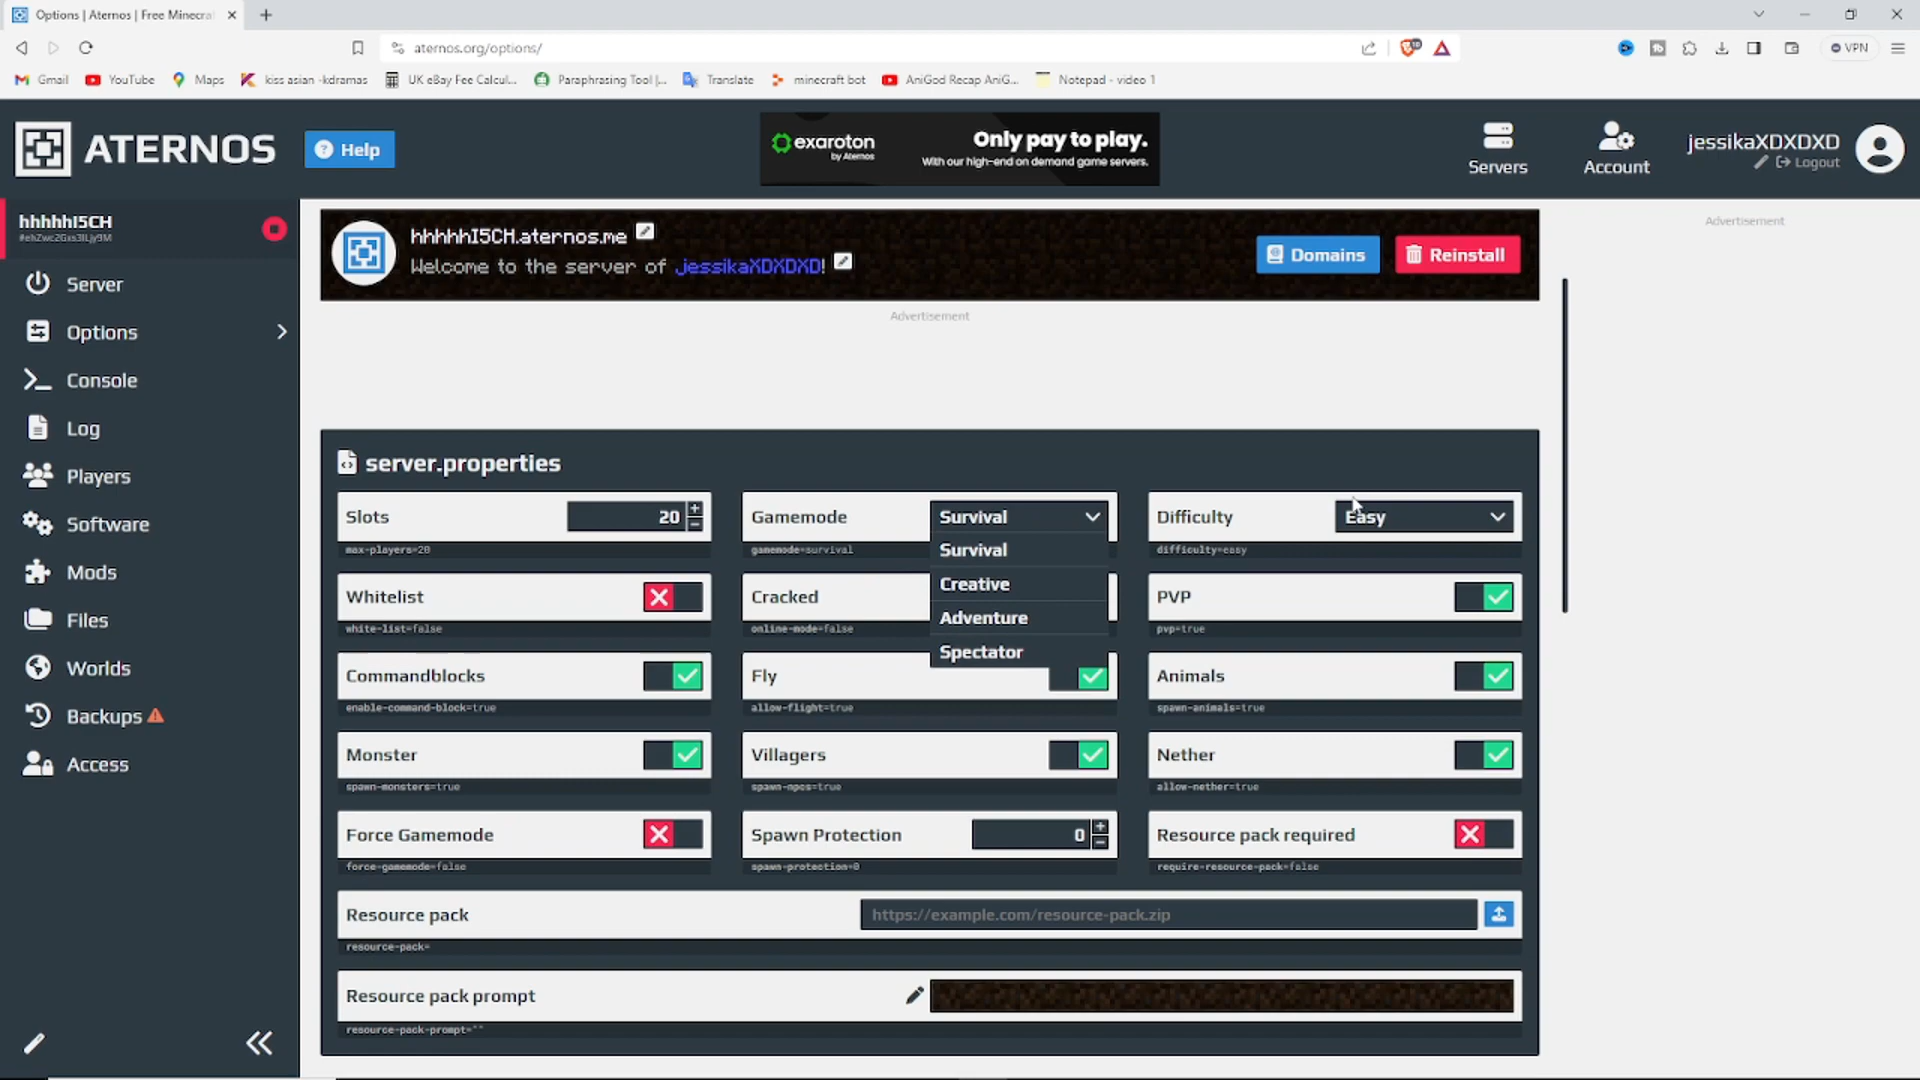 Options | Aternos | Free Minecra
aternos.org/options/
18
VPN
Gmail
YouTube
Maps
kiss asian -kdramas
UK eBay Fee Calcul...
Paraphrasing Tool |...
Translate
minecraft bot
AniGod Recap AniG...
Notepad - video 1
ATERNOS
Help
exaroton
by Aternos
Only pay to play.
With our high-end on demand game servers.
Servers
Account
jessikaXDXDXD
Logout
hhhhhI5CH
Server
Options
Console
Log
Players
Software
Mods
Files
Worlds
Backups
Access
hhhhhI5CH.aternos.me
Welcome to the server of jessikaXDXDXD!
Domains
Reinstall
Advertisement
Advertisement
server.properties
Slots 20
max-players=20
Gamemode Survival
gamemode=survival
Survival
Creative
Adventure
Spectator
Difficulty Easy
difficulty=easy
Whitelist
white-list=false
Cracked
online-mode=false
PVP
pvp=true
Commandblocks
enable-command-block=true
Fly
allow-flight=true
Animals
spawn-animals=true
Monster
spawn-monsters=true
Villagers
spawn-npcs=true
Nether
allow-nether=true
Force Gamemode
force-gamemode=false
Spawn Protection 0
spawn-protection=0
Resource pack required
require-resource-pack=false
Resource pack
https://example.com/resource-pack.zip
resource-pack=
Resource pack prompt
resource-pack-prompt=""